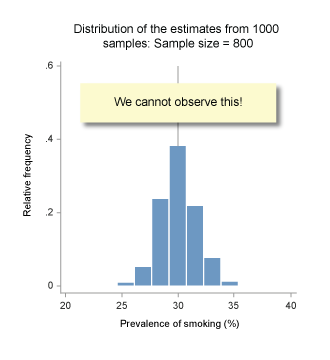 Distribution of the estimates from 1000
samples: Sample size = 800
.6
We cannot observe this!
.4
.2
0
Relative frequency
20 25 30 35 40
Prevalence of smoking (%)